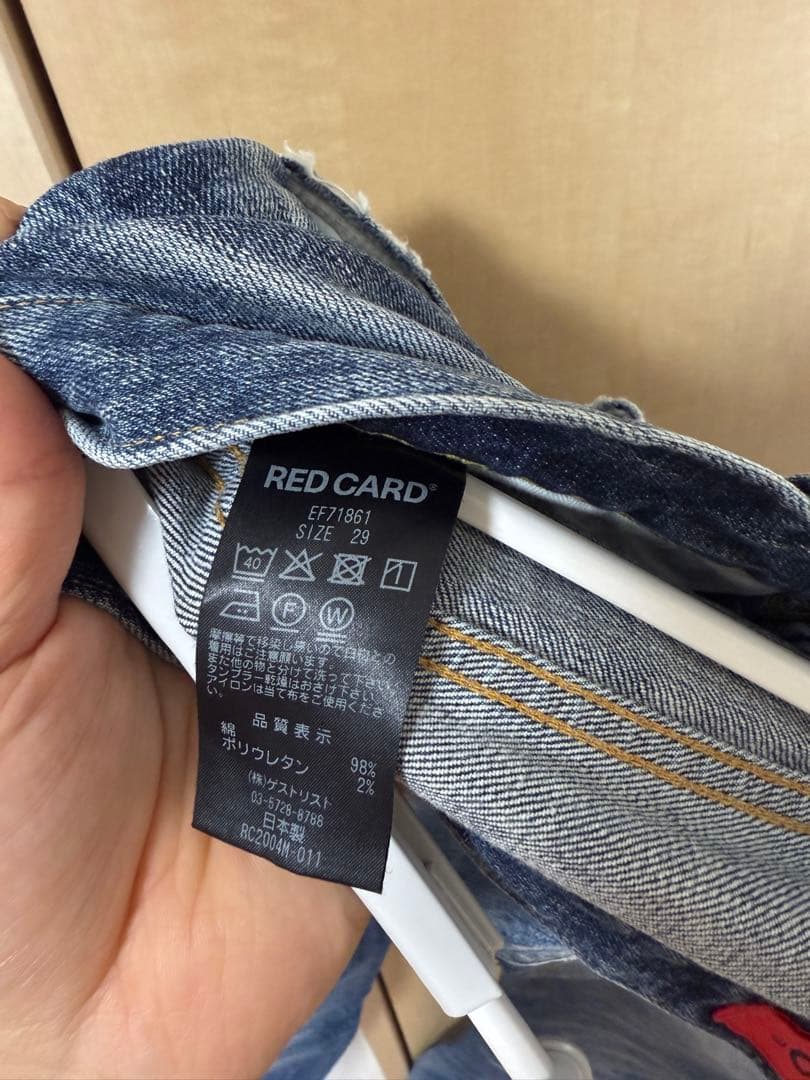 RED CARD®
EF71861
SIZE 29
40
1
F W
摩擦等で移染し易いので白物との
着用はご注意願います。
また他の物と分けて洗って下さい。
タンブラー乾燥はおさけ下さい。
アイロンは当て布をご使用くださ
品質表示
綿 98%
ポリウレタン 2%
(株)ゲストリスト
03-5728-8788
日本製
RC2004M-011